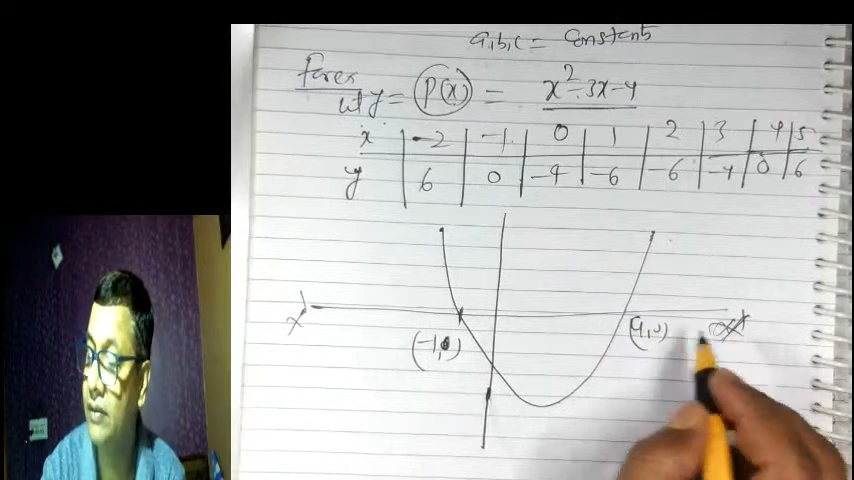 a,b,c = Constants
for ex
let y = P(x) = x² - 3x - 4
x | -2 | -1 | 0 | 1 | 2 | 3 | 4 | 5
y | 6 | 0 | -4 | -6 | -6 | -4 | 0 | 6
x'
(-1,0) (4,0)